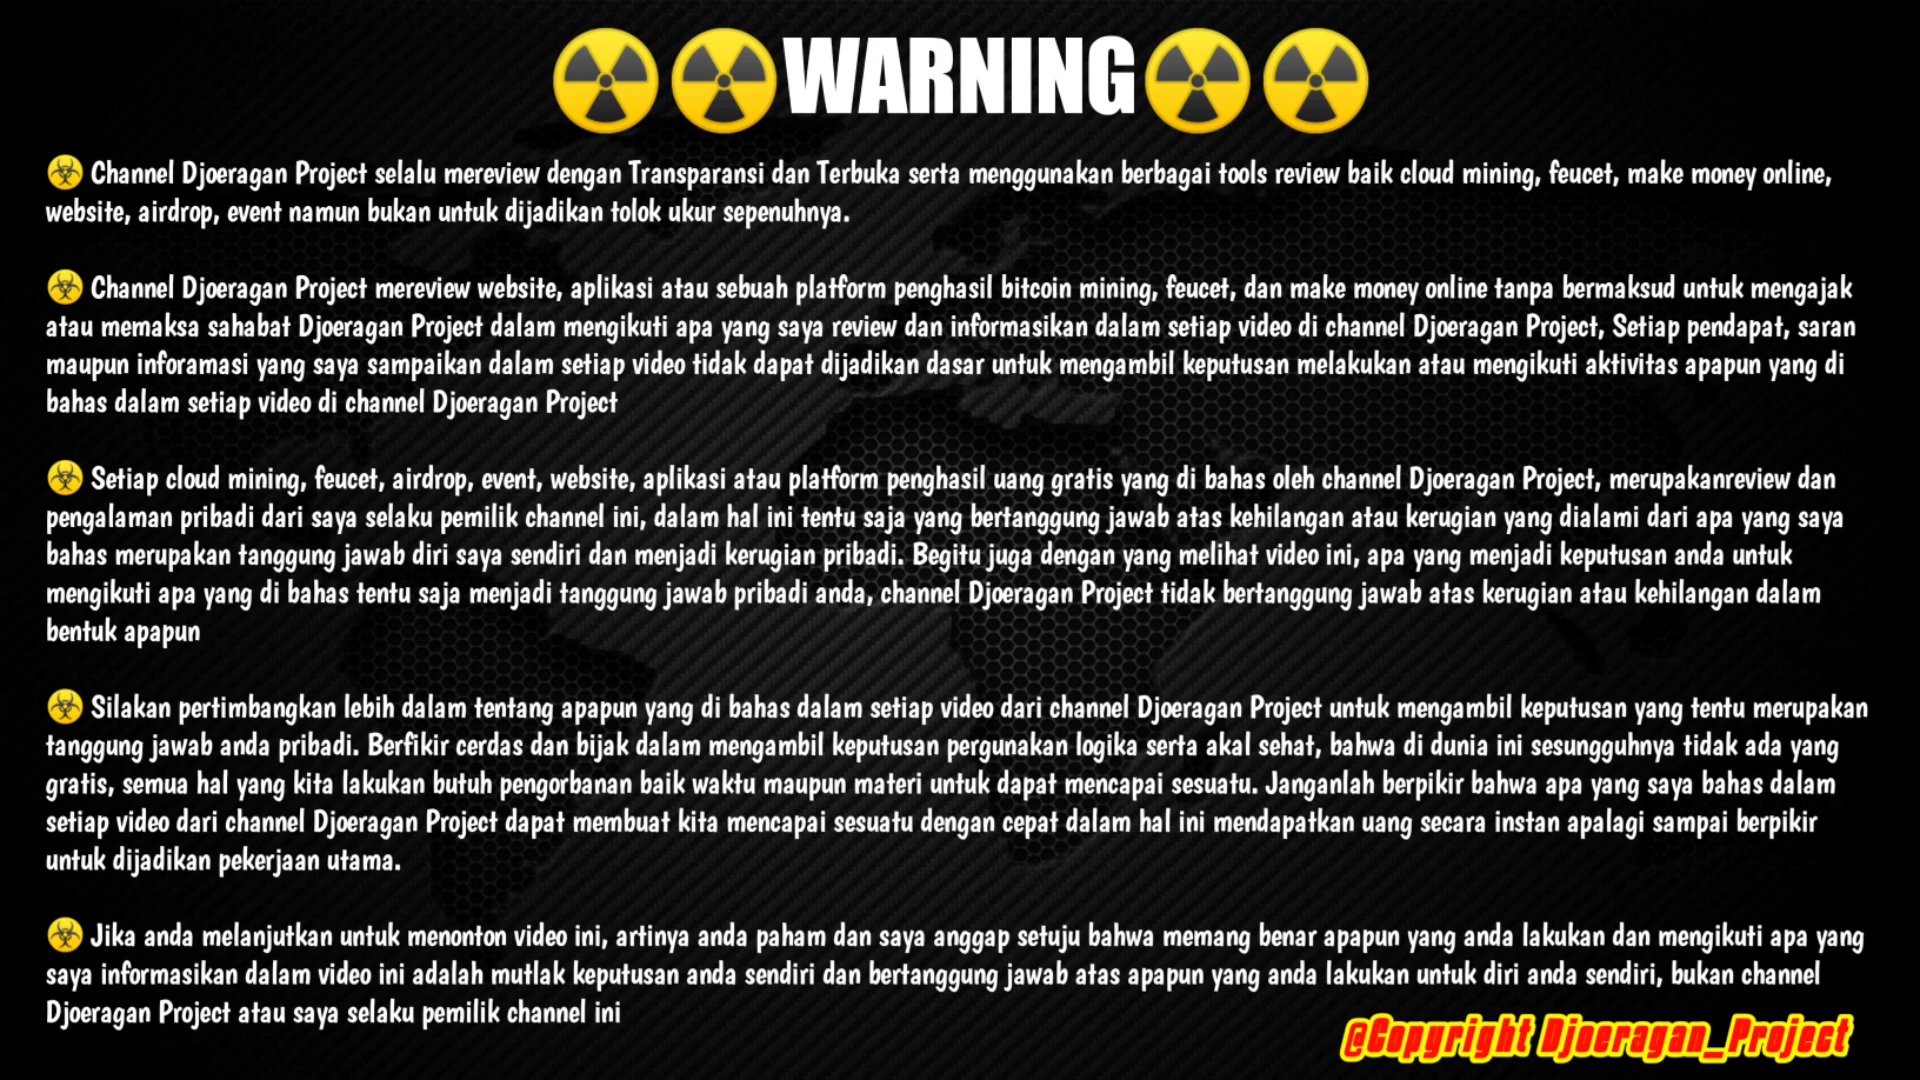 ☢☢WARNING☢☢
☣ Channel Djoeragan Project selalu mereview dengan Transparansi dan Terbuka serta menggunakan berbagai tools review baik cloud mining, feucet, make money online,
website, airdrop, event namun bukan untuk dijadikan tolok ukur sepenuhnya.
☣ Channel Djoeragan Project mereview website, aplikasi atau sebuah platform penghasil bitcoin mining, feucet, dan make money online tanpa bermaksud untuk mengajak
atau memaksa sahabat Djoeragan Project dalam mengikuti apa yang saya review dan informasikan dalam setiap video di channel Djoeragan Project, Setiap pendapat, saran
maupun inforamasi yang saya sampaikan dalam setiap video tidak dapat dijadikan dasar untuk mengambil keputusan melakukan atau mengikuti aktivitas apapun yang di
bahas dalam setiap video di channel Djoeragan Project
☣ Setiap cloud mining, feucet, airdrop, event, website, aplikasi atau platform penghasil uang gratis yang di bahas oleh channel Djoeragan Project, merupakanreview dan
pengalaman pribadi dari saya selaku pemilik channel ini, dalam hal ini tentu saja yang bertanggung jawab atas kehilangan atau kerugian yang dialami dari apa yang saya
bahas merupakan tanggung jawab diri saya sendiri dan menjadi kerugian pribadi. Begitu juga dengan yang melihat video ini, apa yang menjadi keputusan anda untuk
mengikuti apa yang di bahas tentu saja menjadi tanggung jawab pribadi anda, channel Djoeragan Project tidak bertanggung jawab atas kerugian atau kehilangan dalam
bentuk apapun
☣ Silakan pertimbangkan lebih dalam tentang apapun yang di bahas dalam setiap video dari channel Djoeragan Project untuk mengambil keputusan yang tentu merupakan
tanggung jawab anda pribadi. Berfikir cerdas dan bijak dalam mengambil keputusan pergunakan logika serta akal sehat, bahwa di dunia ini sesungguhnya tidak ada yang
gratis, semua hal yang kita lakukan butuh pengorbanan baik waktu maupun materi untuk dapat mencapai sesuatu. Janganlah berpikir bahwa apa yang saya bahas dalam
setiap video dari channel Djoeragan Project dapat membuat kita mencapai sesuatu dengan cepat dalam hal ini mendapatkan uang secara instan apalagi sampai berpikir
untuk dijadikan pekerjaan utama.
☣ Jika anda melanjutkan untuk menonton video ini, artinya anda paham dan saya anggap setuju bahwa memang benar apapun yang anda lakukan dan mengikuti apa yang
saya informasikan dalam video ini adalah mutlak keputusan anda sendiri dan bertanggung jawab atas apapun yang anda lakukan untuk diri anda sendiri, bukan channel
Djoeragan Project atau saya selaku pemilik channel ini
@Copyright Djoeragan_Project